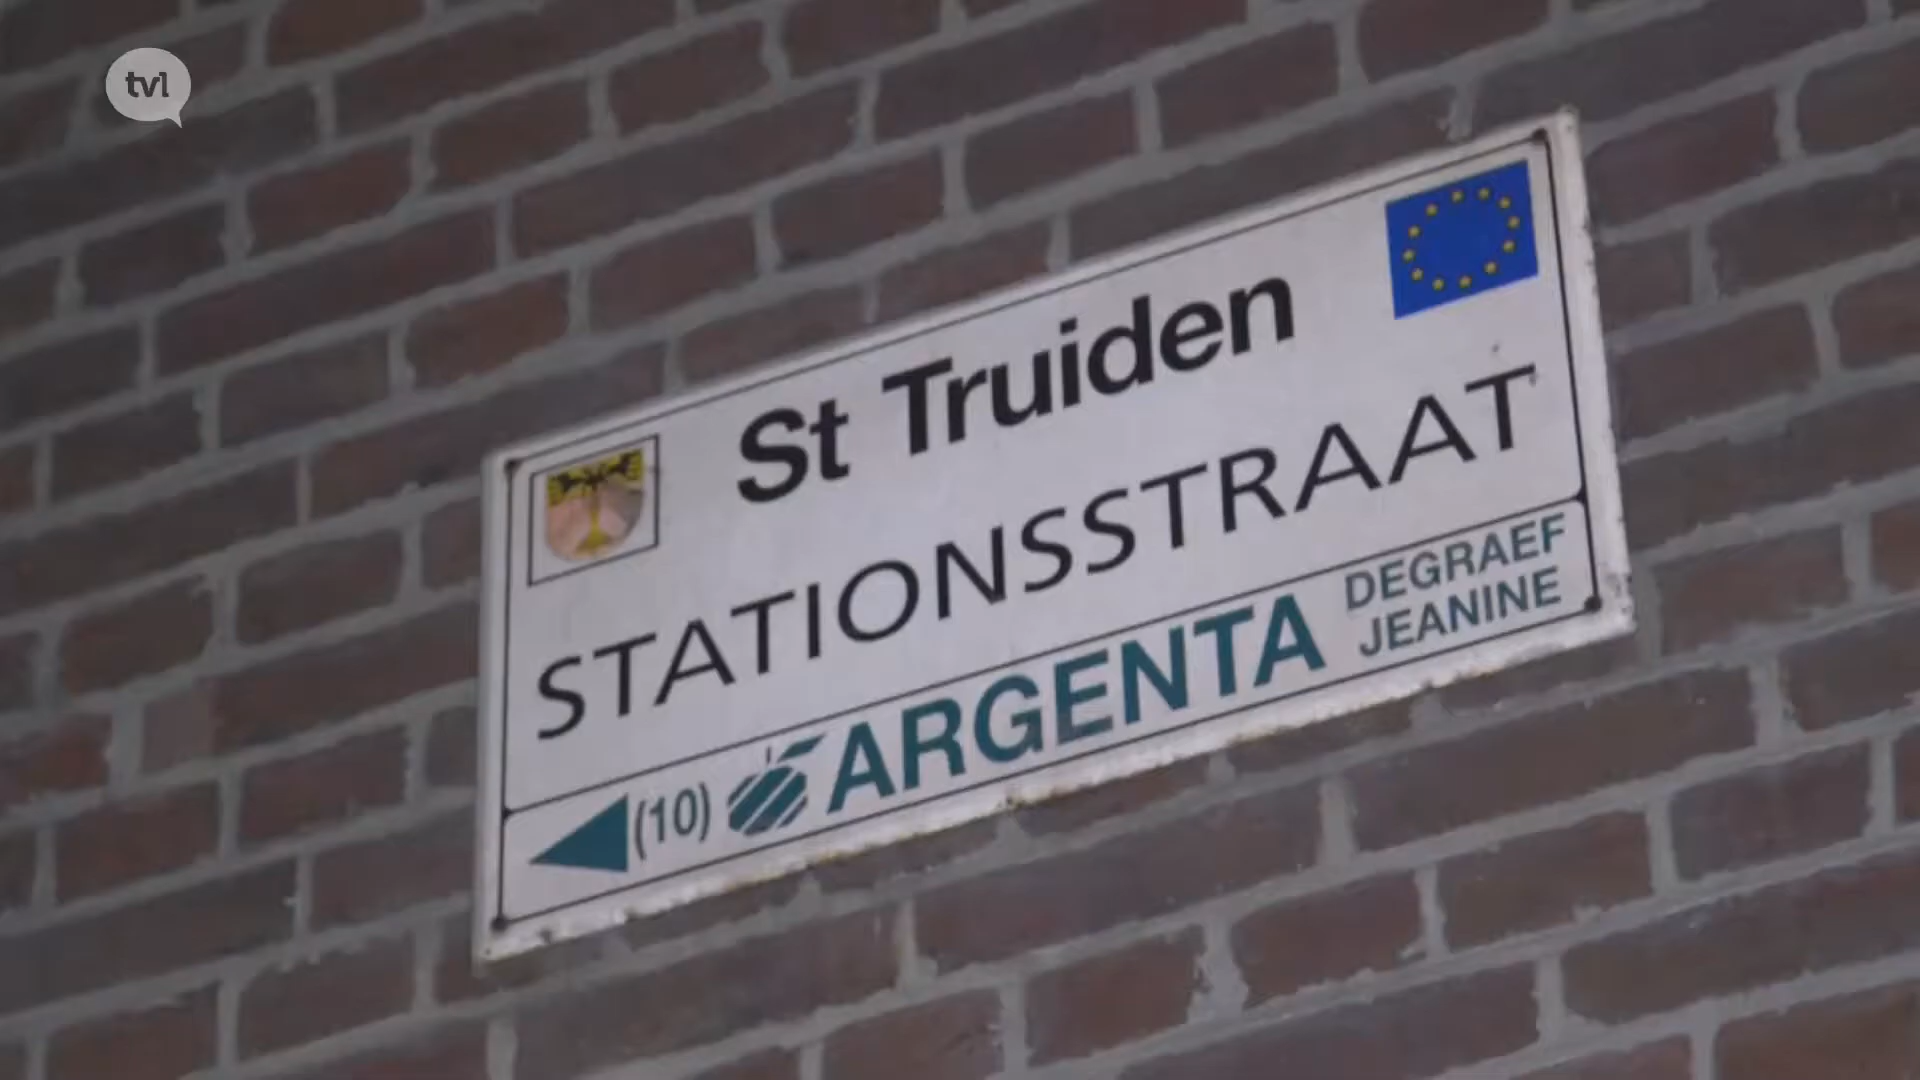 tvl
St Truiden
STATIONSSTRAAT
(10) ARGENTA
DEGRAEF
JEANINE